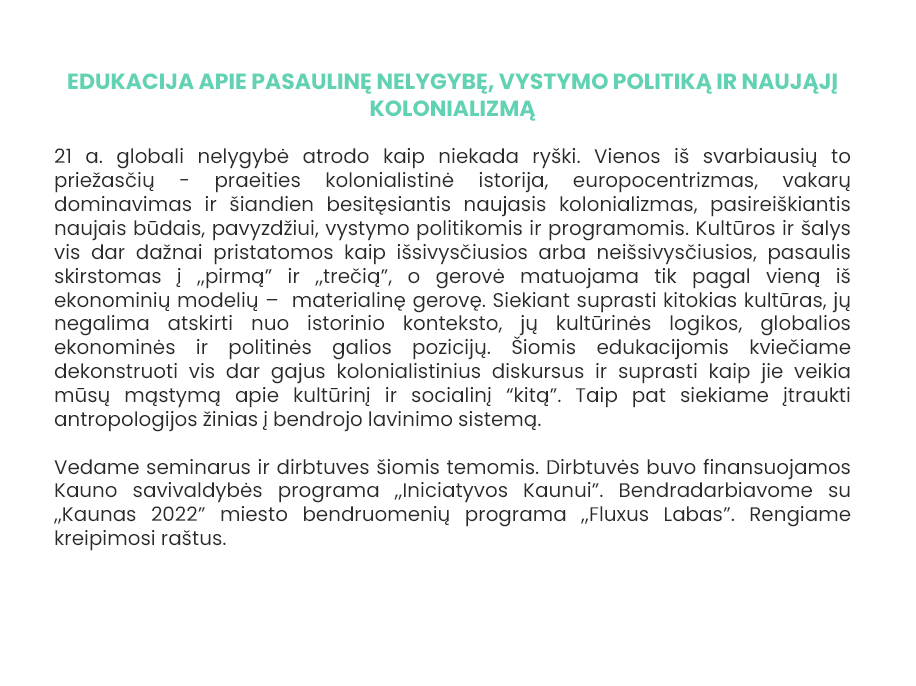 EDUKACIJA APIE PASAULINĘ NELYGYBĘ, VYSTYMO POLITIKĄ IR NAUJĄJĮ
KOLONIALIZMĄ
21 a. globali nelygybė atrodo kaip niekada ryški. Vienos iš svarbiausių to
priežasčių - praeities kolonialistinė istorija, europocentrizmas, vakarų
dominavimas ir šiandien besitęsiantis naujasis kolonializmas, pasireiškiantis
naujais būdais, pavyzdžiui, vystymo politikomis ir programomis. Kultūros ir šalys
vis dar dažnai pristatomos kaip išsivysčiusios arba neišsivysčiusios, pasaulis
skirstomas į „pirmą” ir „trečią”, o gerovė matuojama tik pagal vieną iš
ekonominių modelių – materialinę gerovę. Siekiant suprasti kitokias kultūras, jų
negalima atskirti nuo istorinio konteksto, jų kultūrinės logikos, globalios
ekonominės ir politinės galios pozicijų. Šiomis edukacijomis kviečiame
dekonstruoti vis dar gajus kolonialistinius diskursus ir suprasti kaip jie veikia
mūsų mąstymą apie kultūrinį ir socialinį “kitą”. Taip pat siekiame įtraukti
antropologijos žinias į bendrojo lavinimo sistemą.
Vedame seminarus ir dirbtuves šiomis temomis. Dirbtuvės buvo finansuojamos
Kauno savivaldybės programa „Iniciatyvos Kaunui”. Bendradarbiavome su
„Kaunas 2022” miesto bendruomenių programa „Fluxus Labas”. Rengiame
kreipimosi raštus.